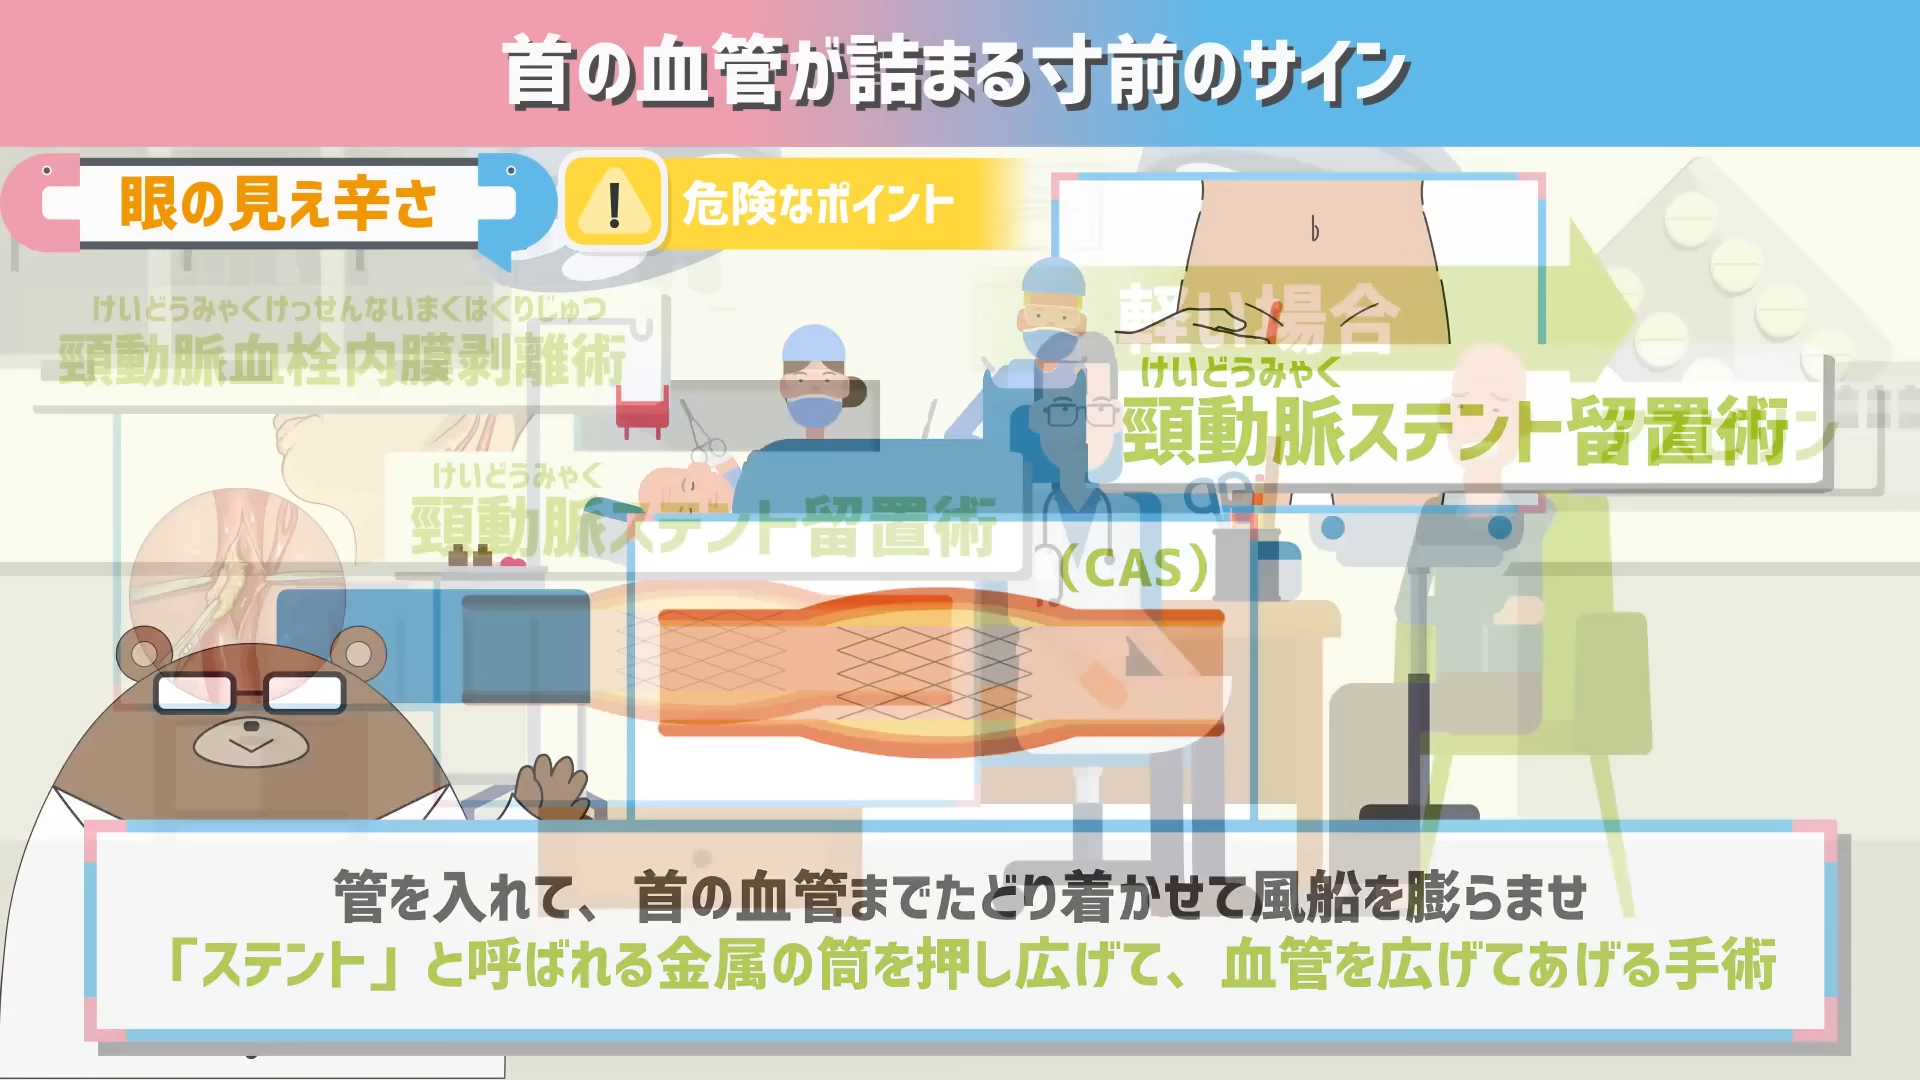 首の血管が詰まる寸前のサイン
眼の見え辛さ
危険なポイント
けいどうみゃくけっせんないまくはくりじゅつ
頸動脈血栓内膜剥離術
軽い場合
けいどうみゃく
頸動脈ステント留置術
けいどうみゃく
頸動脈ステント留置術
（CAS）
管を入れて、首の血管までたどり着かせて風船を膨らませ
「ステント」と呼ばれる金属の筒を押し広げて、血管を広げてあげる手術